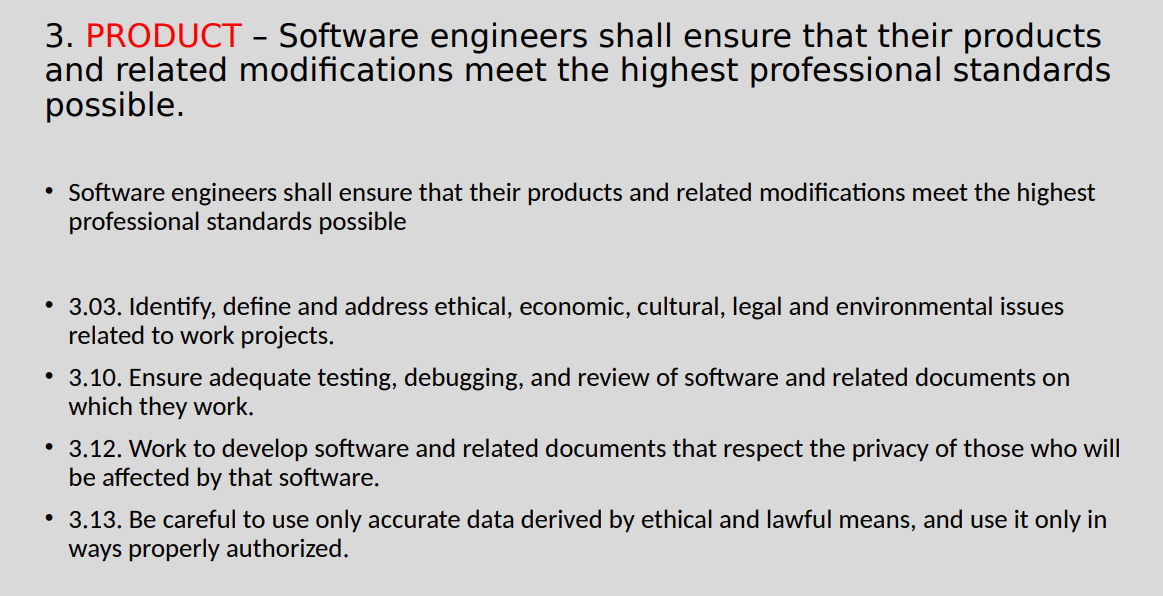 3. PRODUCT – Software engineers shall ensure that their products
and related modifications meet the highest professional standards
possible.
• Software engineers shall ensure that their products and related modifications meet the highest
professional standards possible
• 3.03. Identify, define and address ethical, economic, cultural, legal and environmental issues
related to work projects.
• 3.10. Ensure adequate testing, debugging, and review of software and related documents on
which they work.
• 3.12. Work to develop software and related documents that respect the privacy of those who will
be affected by that software.
• 3.13. Be careful to use only accurate data derived by ethical and lawful means, and use it only in
ways properly authorized.